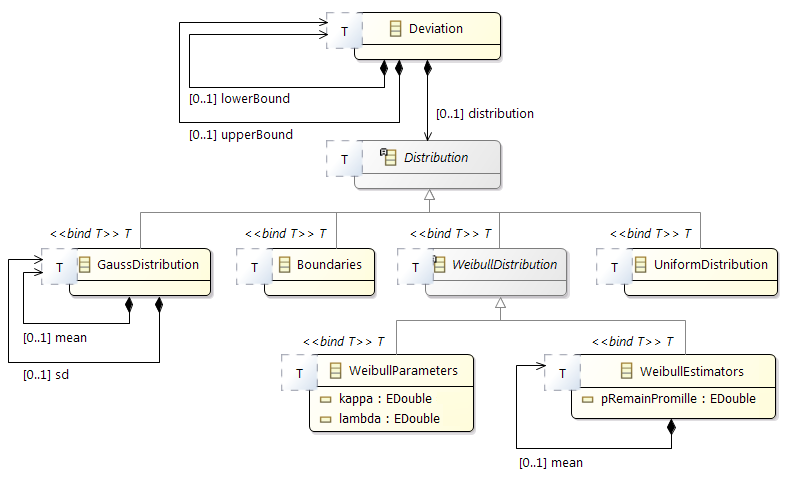 T
Deviation
[0..1] lowerBound
[0..1] upperBound
[0..1] distribution
T
Distribution
<<bind T>> T
<<bind T>> T
<<bind T>> T
<<bind T>> T
T
GaussDistribution
T
Boundaries
T
WeibullDistribution
T
UniformDistribution
[0..1] mean
[0..1] sd
<<bind T>> T
<<bind T>> T
T
WeibullParameters
kappa : EDouble
lambda : EDouble
T
WeibullEstimators
pRemainPromille : EDouble
[0..1] mean